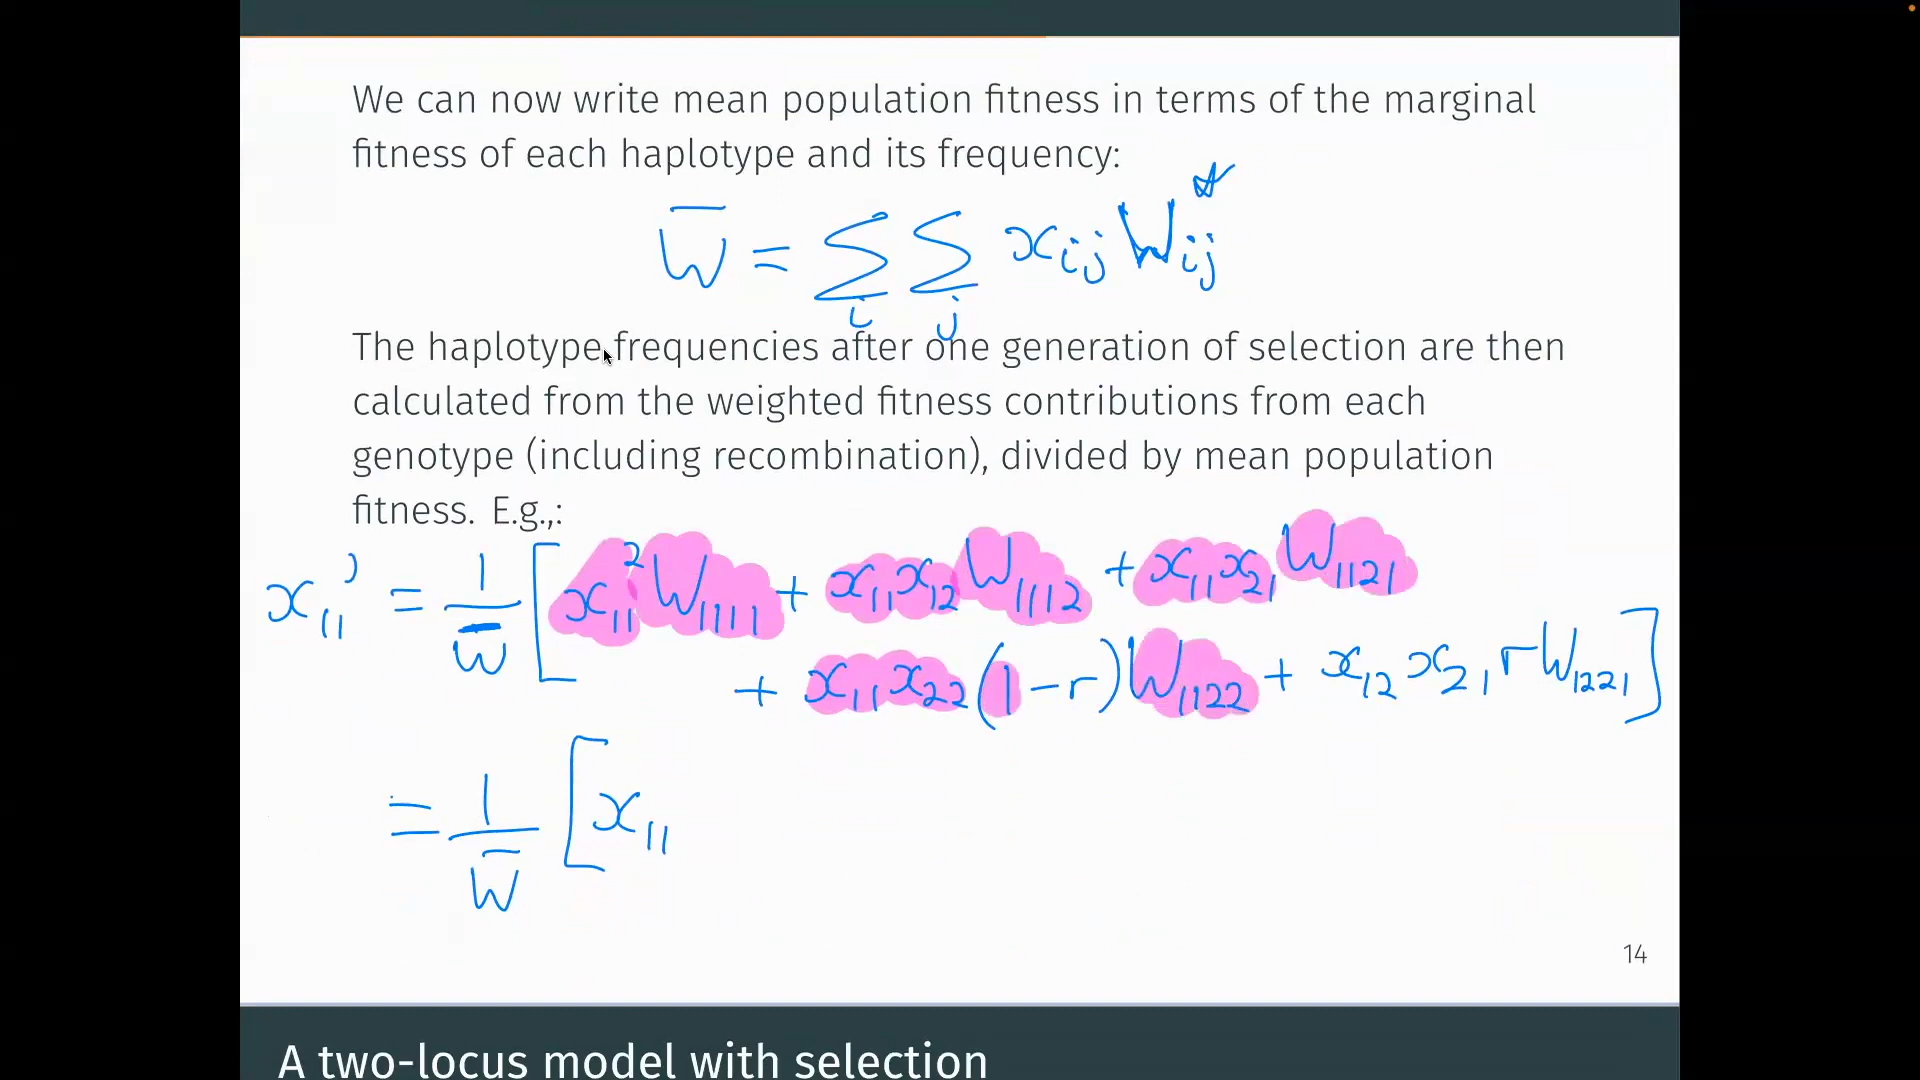 We can now write mean population fitness in terms of the marginal
fitness of each haplotype and its frequency:
W̄ = Σ_i Σ_j x_ij W*_ij
The haplotype frequencies after one generation of selection are then
calculated from the weighted fitness contributions from each
genotype (including recombination), divided by mean population
fitness. E.g.,:
x_11' = 1/W̄ [ x_11² W_1111 + x_11 x_12 W_1112 + x_11 x_21 W_1121
+ x_11 x_22 (1-r) W_1122 + x_12 x_21 r W_1221 ]
= 1/W̄ [ x_11
14
A two-locus model with selection